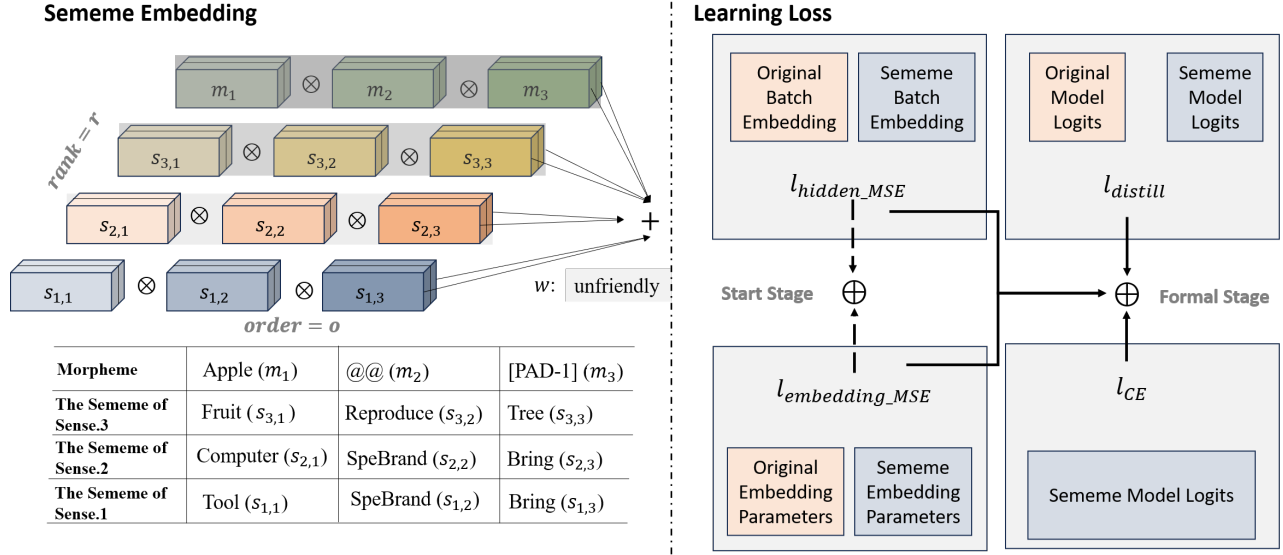 Sememe Embedding
m₁ ⊗ m₂ ⊗ m₃
rank = r
s₃,₁ ⊗ s₃,₂ ⊗ s₃,₃
s₂,₁ ⊗ s₂,₂ ⊗ s₂,₃
+
s₁,₁ ⊗ s₁,₂ ⊗ s₁,₃
w: unfriendly
order = o
Morpheme Apple (m₁) @@ (m₂) [PAD-1] (m₃)
The Sememe of
Sense.3
Fruit (s₃,₁) Reproduce (s₃,₂) Tree (s₃,₃)
The Sememe of
Sense.2
Computer (s₂,₁) SpeBrand (s₂,₂) Bring (s₂,₃)
The Sememe of
Sense.1
Tool (s₁,₁) SpeBrand (s₁,₂) Bring (s₁,₃)
Learning Loss
Original
Batch
Embedding
Sememe
Batch
Embedding
Original
Model
Logits
Sememe
Model
Logits
l_hidden_MSE
l_distill
Start Stage ⊕ ⊕ Formal Stage
l_embedding_MSE
l_CE
Original
Embedding
Parameters
Sememe
Embedding
Parameters
Sememe Model Logits